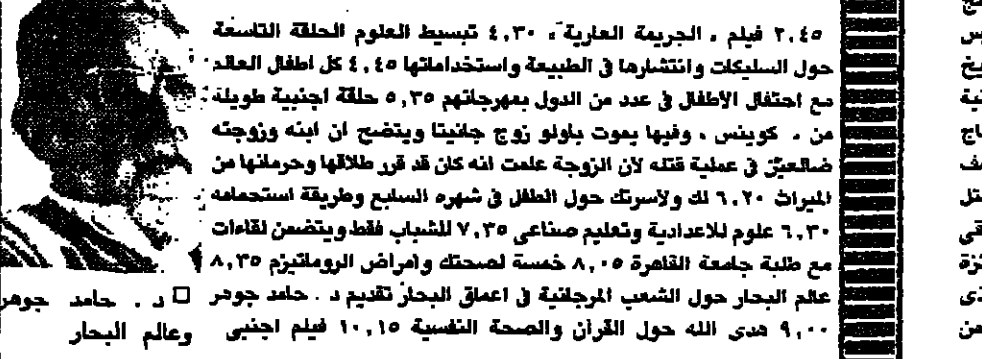 ٢,٤٥ فيلم « الجريمة العارية » ٤,٣٠ تبسيط العلوم الحلقة التاسعة
حول السليكات وانتشارها في الطبيعة واستخداماتها ٤,٤٥ كل اطفال العالم
مع احتفال الأطفال في عدد من الدول بمهرجاتهم ٥,٣٥ حلقة اجنبية طويلة
من « كوينس » وفيها يموت باولو زوج جانيتا ويتضح ان ابنه وزوجته
ضالعين في عملية قتله لان الزوجة علمت انه كان قد قرر طلاقها وحرمانها من
الميراث ٦,٢٠ لك ولاسرتك حول الطفل في شهره السابع وطريقة استحمامه
٦,٣٠ علوم للاعدادية وتعليم صناعى ٧,٣٥ للشباب فقط ويتضمن لقاءات
مع طلبة جامعة القاهرة ٨,٠٥ خمسة لصحتك وامراض الروماتيزم ٨,٣٥
عالم البحار حول الشعب المرجانية في اعماق البحار تقديم د . حامد جوهر
٩,٠٠ هدى الله حول القرآن والصحة النفسية ١٠,١٥ فيلم اجنبى
□ د . حامد جوهر
وعالم البحار